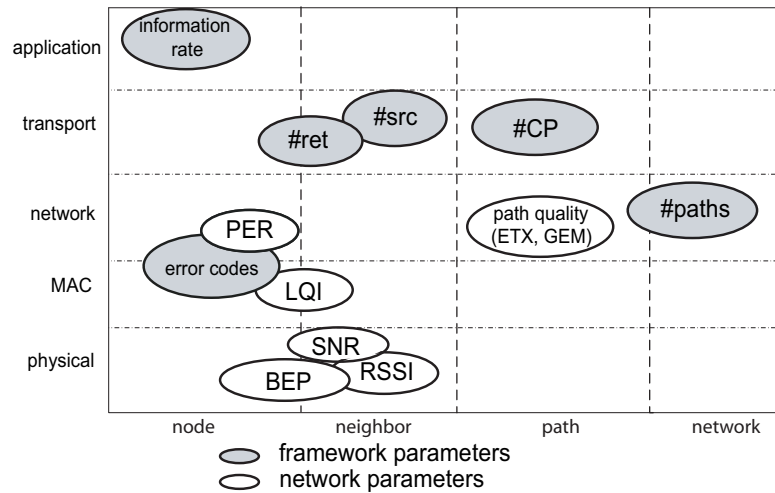 application
information
rate
transport
#ret
#src
#CP
network
PER
path quality
(ETX, GEM)
#paths
error codes
MAC
LQI
physical
SNR
BEP
RSSI
node
neighbor
path
network
framework parameters
network parameters